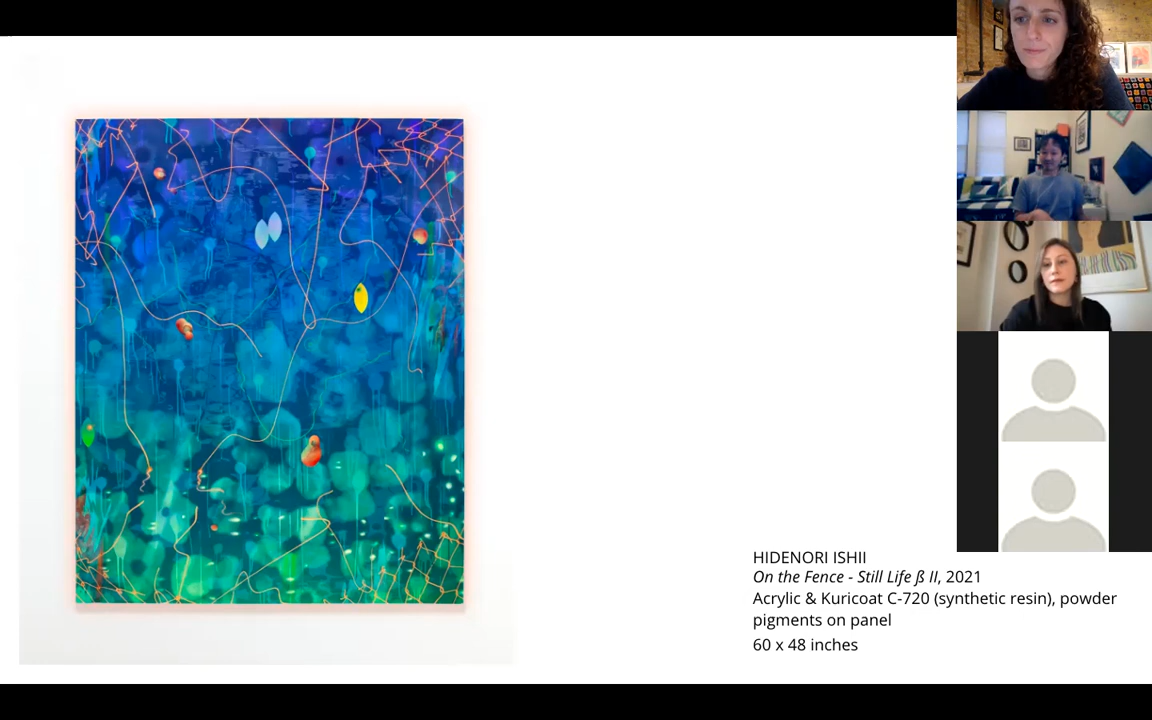 HIDENORI ISHII
On the Fence - Still Life ß II, 2021
Acrylic & Kuricoat C-720 (synthetic resin), powder
pigments on panel
60 x 48 inches